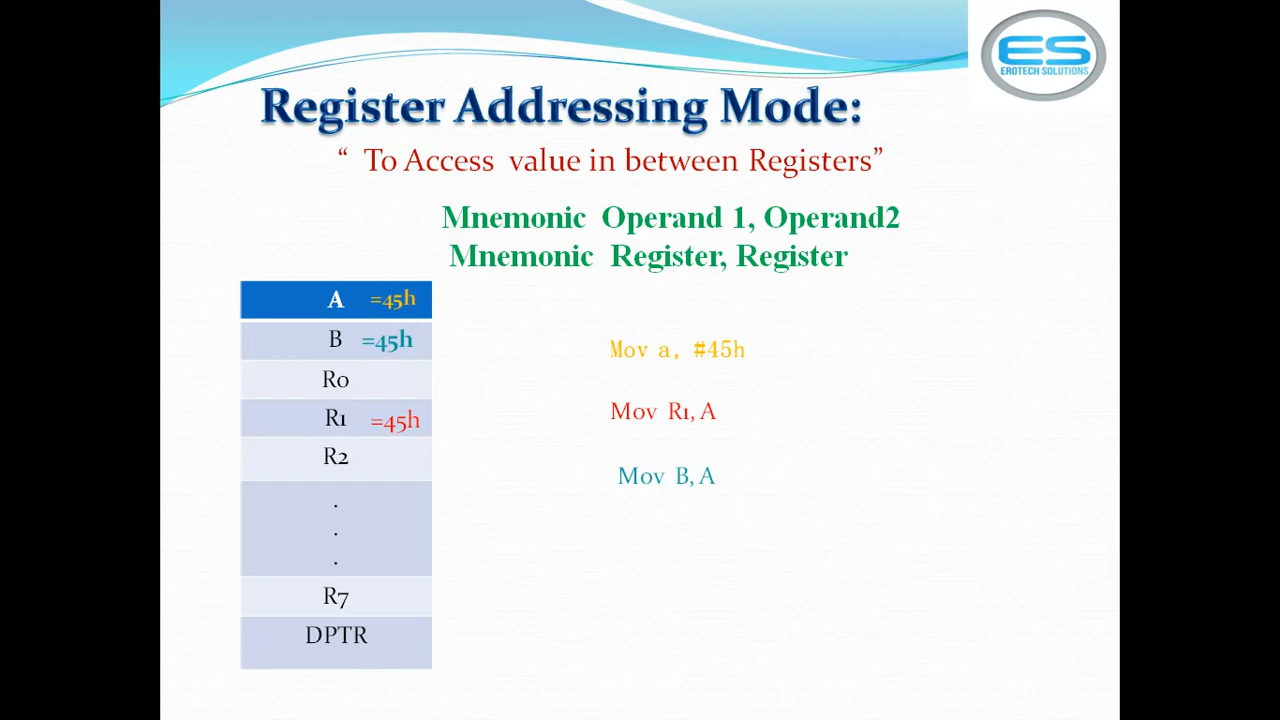 ES
EROTECH SOLUTIONS
Register Addressing Mode:
“ To Access value in between Registers”
Mnemonic Operand 1, Operand2
Mnemonic Register, Register
A =45h
B =45h
R0
R1 =45h
R2
.
.
.
R7
DPTR
Mov a, #45h
Mov R1, A
Mov B, A